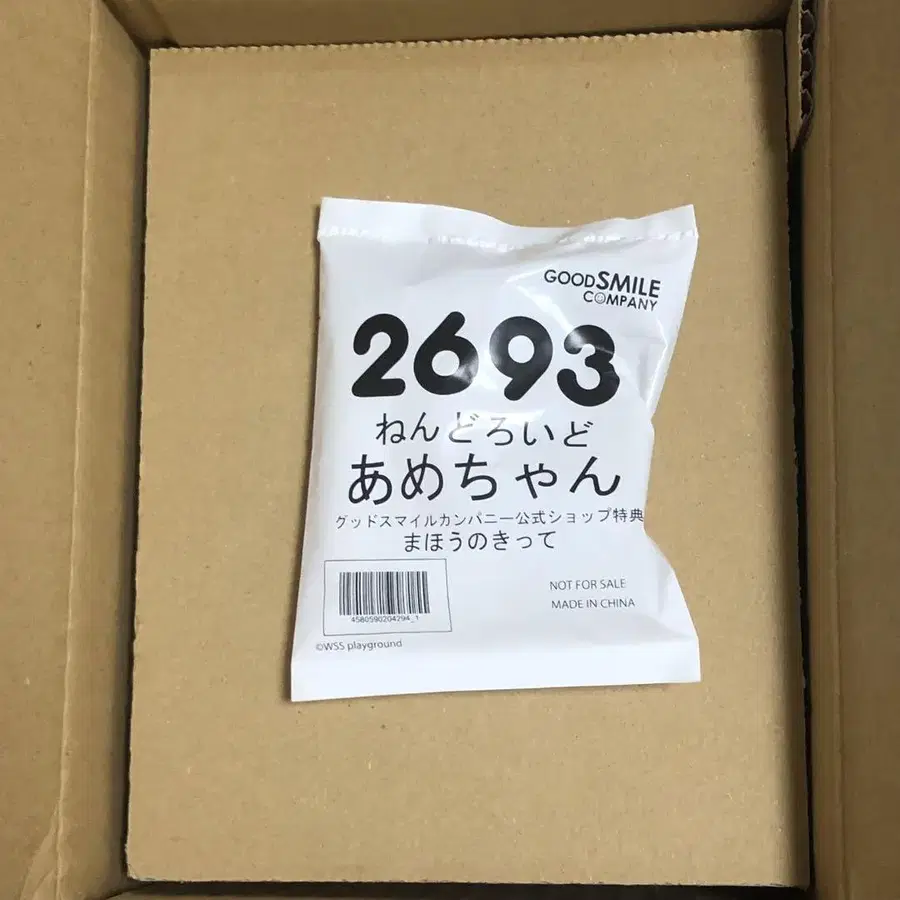 GOODSMILE
COMPANY
2693
ねんどろいど
あめちゃん
グッドスマイルカンパニー公式ショップ特典
まほうのきって
NOT FOR SALE
MADE IN CHINA
4580590204294_1
©WSS playground